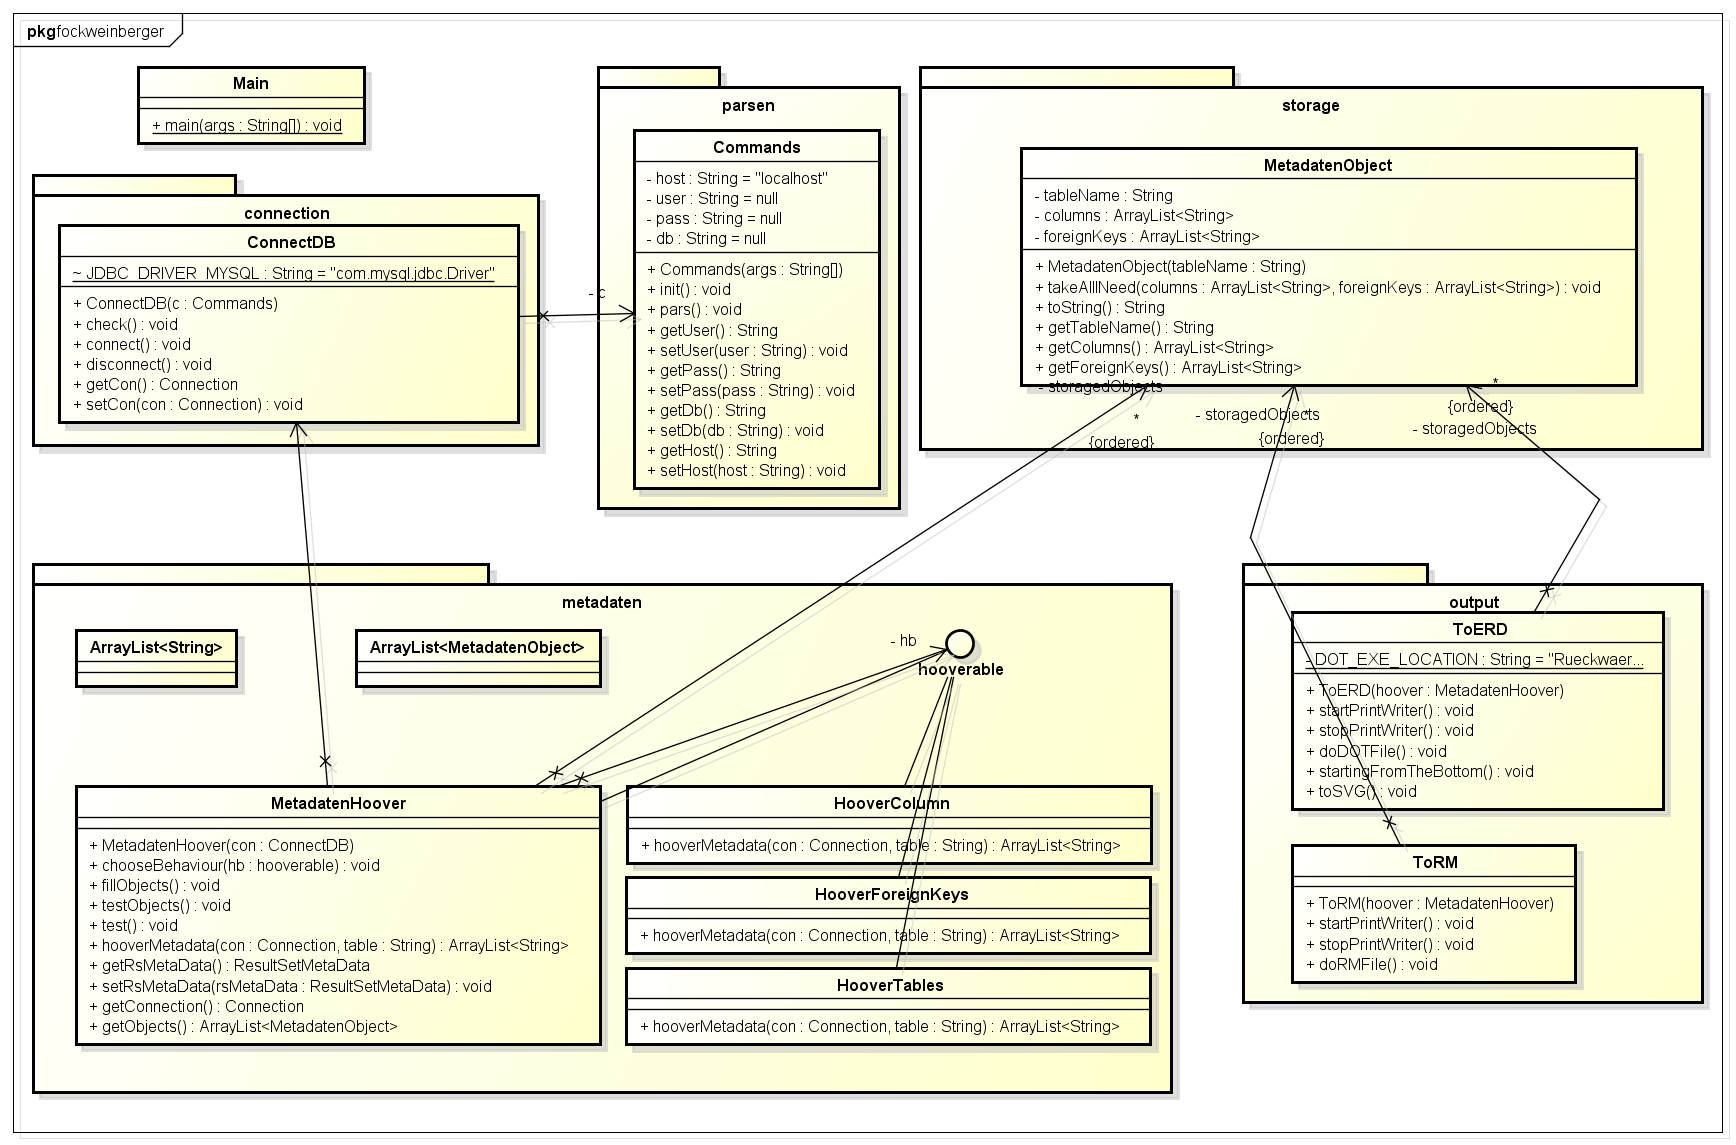 pkg fockweinberger
Main
+ main(args : String[]) : void
connection
ConnectDB
~ JDBC_DRIVER_MYSQL : String = "com.mysql.jdbc.Driver"
+ ConnectDB(c : Commands)
+ check() : void
+ connect() : void
+ disconnect() : void
+ getCon() : Connection
+ setCon(con : Connection) : void
- c
parsen
Commands
- host : String = "localhost"
- user : String = null
- pass : String = null
- db : String = null
+ Commands(args : String[])
+ init() : void
+ pars() : void
+ getUser() : String
+ setUser(user : String) : void
+ getPass() : String
+ setPass(pass : String) : void
+ getDb() : String
+ setDb(db : String) : void
+ getHost() : String
+ setHost(host : String) : void
storage
MetadatenObject
- tableName : String
- columns : ArrayList<String>
- foreignKeys : ArrayList<String>
+ MetadatenObject(tableName : String)
+ takeAllINeed(columns : ArrayList<String>, foreignKeys : ArrayList<String>) : void
+ toString() : String
+ getTableName() : String
+ getColumns() : ArrayList<String>
+ getForeignKeys() : ArrayList<String>
- storagedObjects
*
{ordered}
- storagedObjects
*
{ordered}
*
{ordered}
- storagedObjects
metadaten
ArrayList<String>
ArrayList<MetadatenObject>
- hb
hooverable
MetadatenHoover
+ MetadatenHoover(con : ConnectDB)
+ chooseBehaviour(hb : hooverable) : void
+ fillObjects() : void
+ testObjects() : void
+ test() : void
+ hooverMetadata(con : Connection, table : String) : ArrayList<String>
+ getRsMetaData() : ResultSetMetaData
+ setRsMetaData(rsMetaData : ResultSetMetaData) : void
+ getConnection() : Connection
+ getObjects() : ArrayList<MetadatenObject>
HooverColumn
+ hooverMetadata(con : Connection, table : String) : ArrayList<String>
HooverForeignKeys
+ hooverMetadata(con : Connection, table : String) : ArrayList<String>
HooverTables
+ hooverMetadata(con : Connection, table : String) : ArrayList<String>
output
ToERD
- DOT_EXE_LOCATION : String = "Rueckwaer...
+ ToERD(hoover : MetadatenHoover)
+ startPrintWriter() : void
+ stopPrintWriter() : void
+ doDOTFile() : void
+ startingFromTheBottom() : void
+ toSVG() : void
ToRM
+ ToRM(hoover : MetadatenHoover)
+ startPrintWriter() : void
+ stopPrintWriter() : void
+ doRMFile() : void